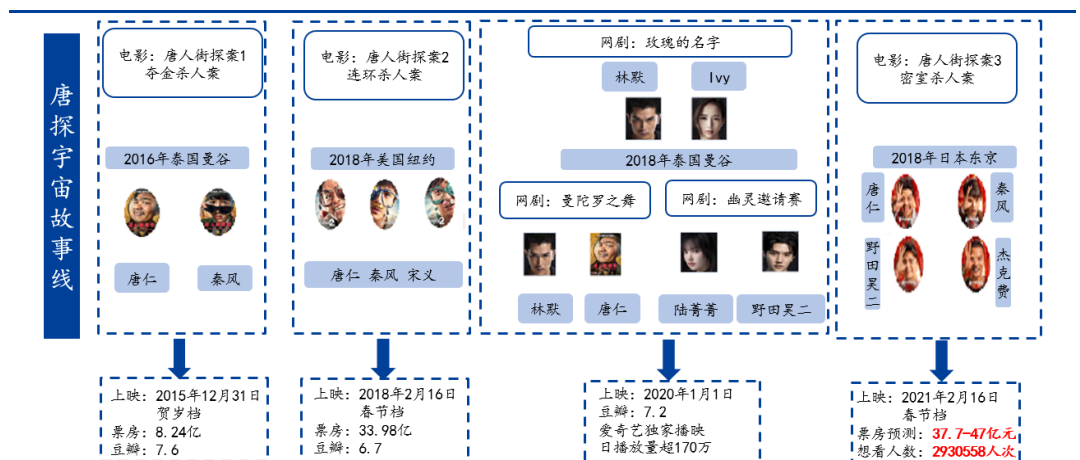 唐探宇宙故事线
电影：唐人街探案1
夺金杀人案
2016年泰国曼谷
唐仁
秦风
上映：2015年12月31日
贺岁档
票房：8.24亿
豆瓣：7.6
电影：唐人街探案2
连环杀人案
2018年美国纽约
唐仁 秦风 宋义
上映：2018年2月16日
春节档
票房：33.98亿
豆瓣：6.7
网剧：玫瑰的名字
林默
Ivy
2018年泰国曼谷
网剧：曼陀罗之舞
网剧：幽灵邀请赛
林默
唐仁
陆菁菁
野田昊二
上映：2020年1月1日
豆瓣：7.2
爱奇艺独家播映
日播放量超170万
电影：唐人街探案3
密室杀人案
2018年日本东京
唐仁
秦风
野田昊二
杰克费
上映：2021年2月16日
春节档
票房预测：37.7-47亿元
想看人数：2930558人次